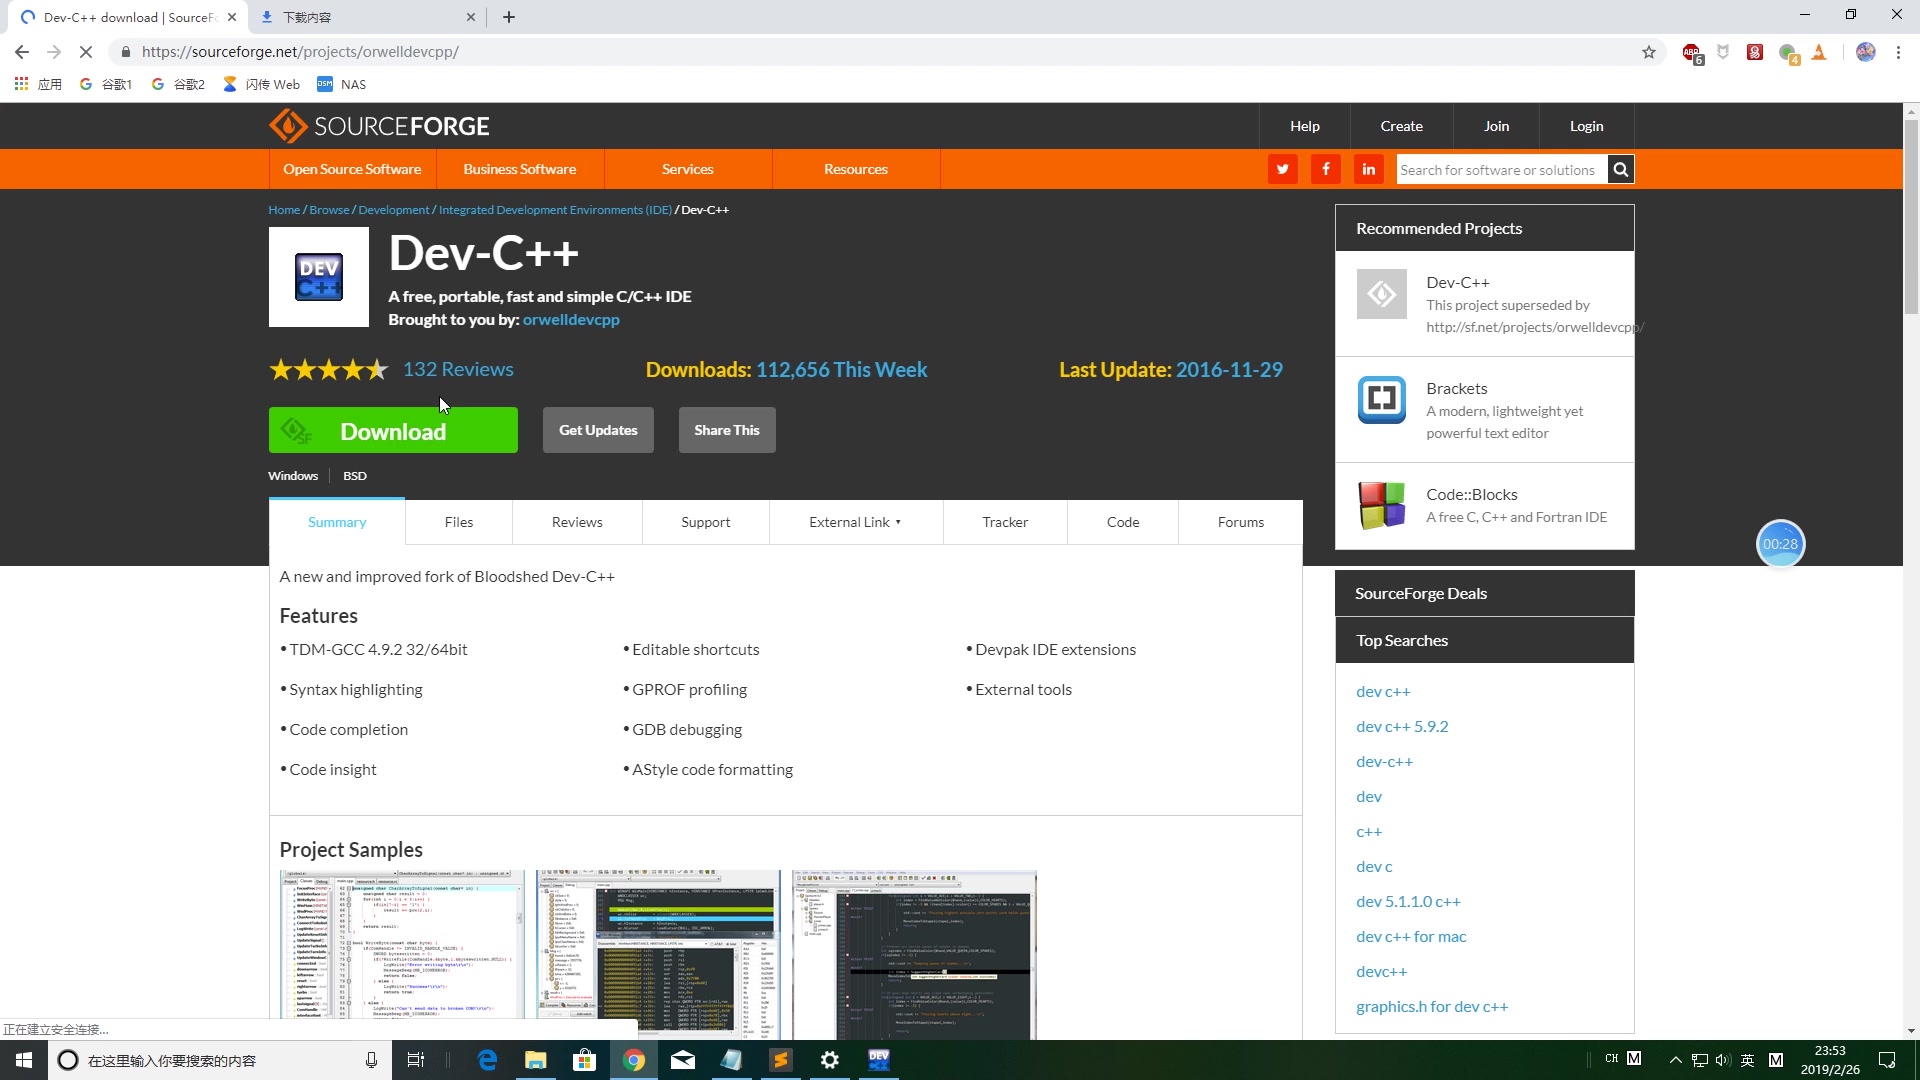 Dev-C++ download | SourceFo
下载内容
https://sourceforge.net/projects/orwelldevcpp/
ABP
6
4
应用
谷歌1
谷歌2
闪传 Web
DSM
NAS
SOURCEFORGE
Help
Create
Join
Login
Open Source Software
Business Software
Services
Resources
Search for software or solutions
Home / Browse / Development / Integrated Development Environments (IDE) / Dev-C++
DEV
C++
Dev-C++
A free, portable, fast and simple C/C++ IDE
Brought to you by: orwelldevcpp
132 Reviews
Downloads: 112,656 This Week
Last Update: 2016-11-29
SF
Download
Get Updates
Share This
Windows
BSD
Recommended Projects
Dev-C++
This project superseded by
http://sf.net/projects/orwelldevcpp/
Brackets
A modern, lightweight yet
powerful text editor
Code::Blocks
A free C, C++ and Fortran IDE
00:28
Summary
Files
Reviews
Support
External Link
Tracker
Code
Forums
A new and improved fork of Bloodshed Dev-C++
Features
• TDM-GCC 4.9.2 32/64bit
• Editable shortcuts
• Devpak IDE extensions
• Syntax highlighting
• GPROF profiling
• External tools
• Code completion
• GDB debugging
• Code insight
• AStyle code formatting
SourceForge Deals
Top Searches
dev c++
dev c++ 5.9.2
dev-c++
dev
c++
dev c
dev 5.1.1.0 c++
dev c++ for mac
devc++
graphics.h for dev c++
Project Samples
正在建立安全连接...
在这里输入你要搜索的内容
DEV
CH
M
英
M
23:53
2019/2/26